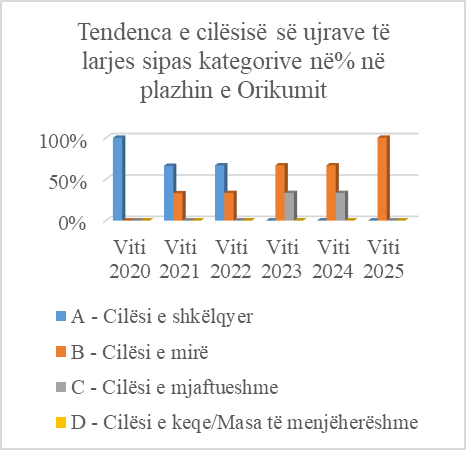 Tendenca e cilësisë së ujrave të
larjes sipas kategorive në% në
plazhin e Orikumit
100%
50%
0%
Viti Viti Viti Viti Viti Viti
2020 2021 2022 2023 2024 2025
A - Cilësi e shkëlqyer
B - Cilësi e mirë
C - Cilësi e mjaftueshme
D - Cilësi e keqe/Masa të menjëherëshme